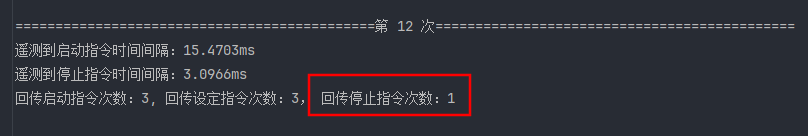 ===========================================第 12 次===========================================
遥测到启动指令时间间隔：15.4703ms
遥测到停止指令时间间隔：3.0966ms
回传启动指令次数：3, 回传设定指令次数：3, 回传停止指令次数：1